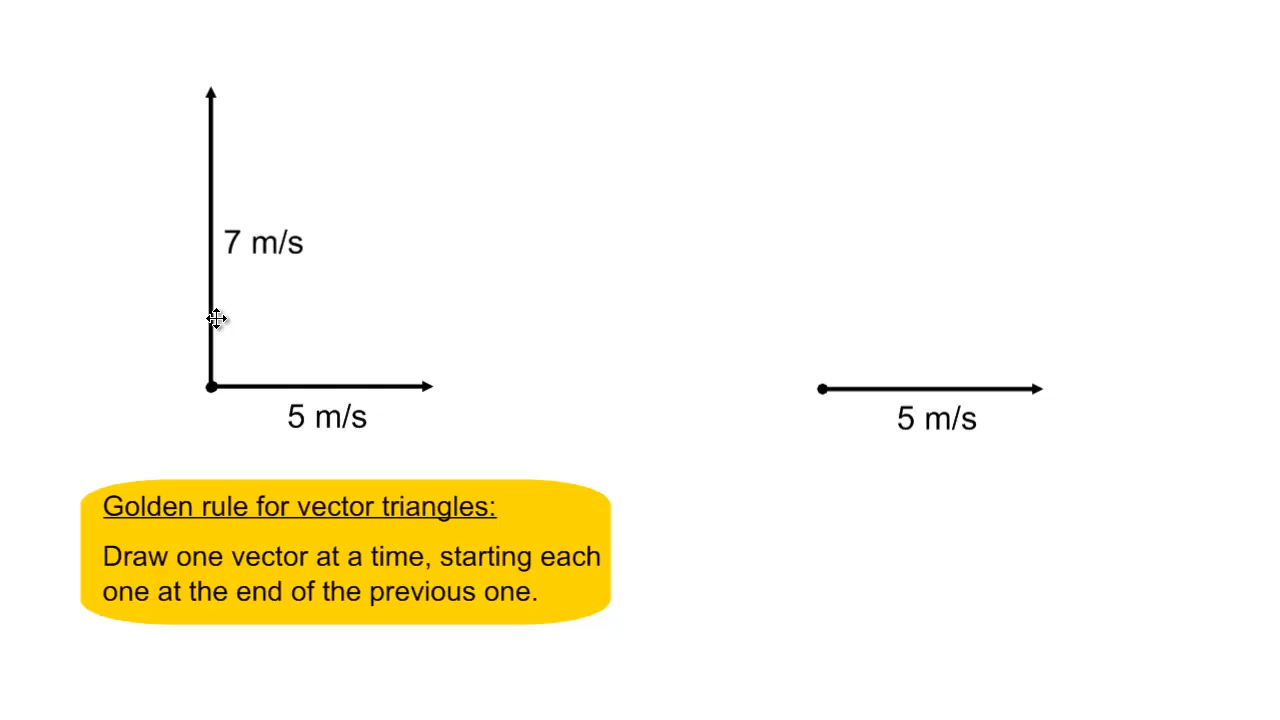 7 m/s
5 m/s
5 m/s
Golden rule for vector triangles:
Draw one vector at a time, starting each
one at the end of the previous one.